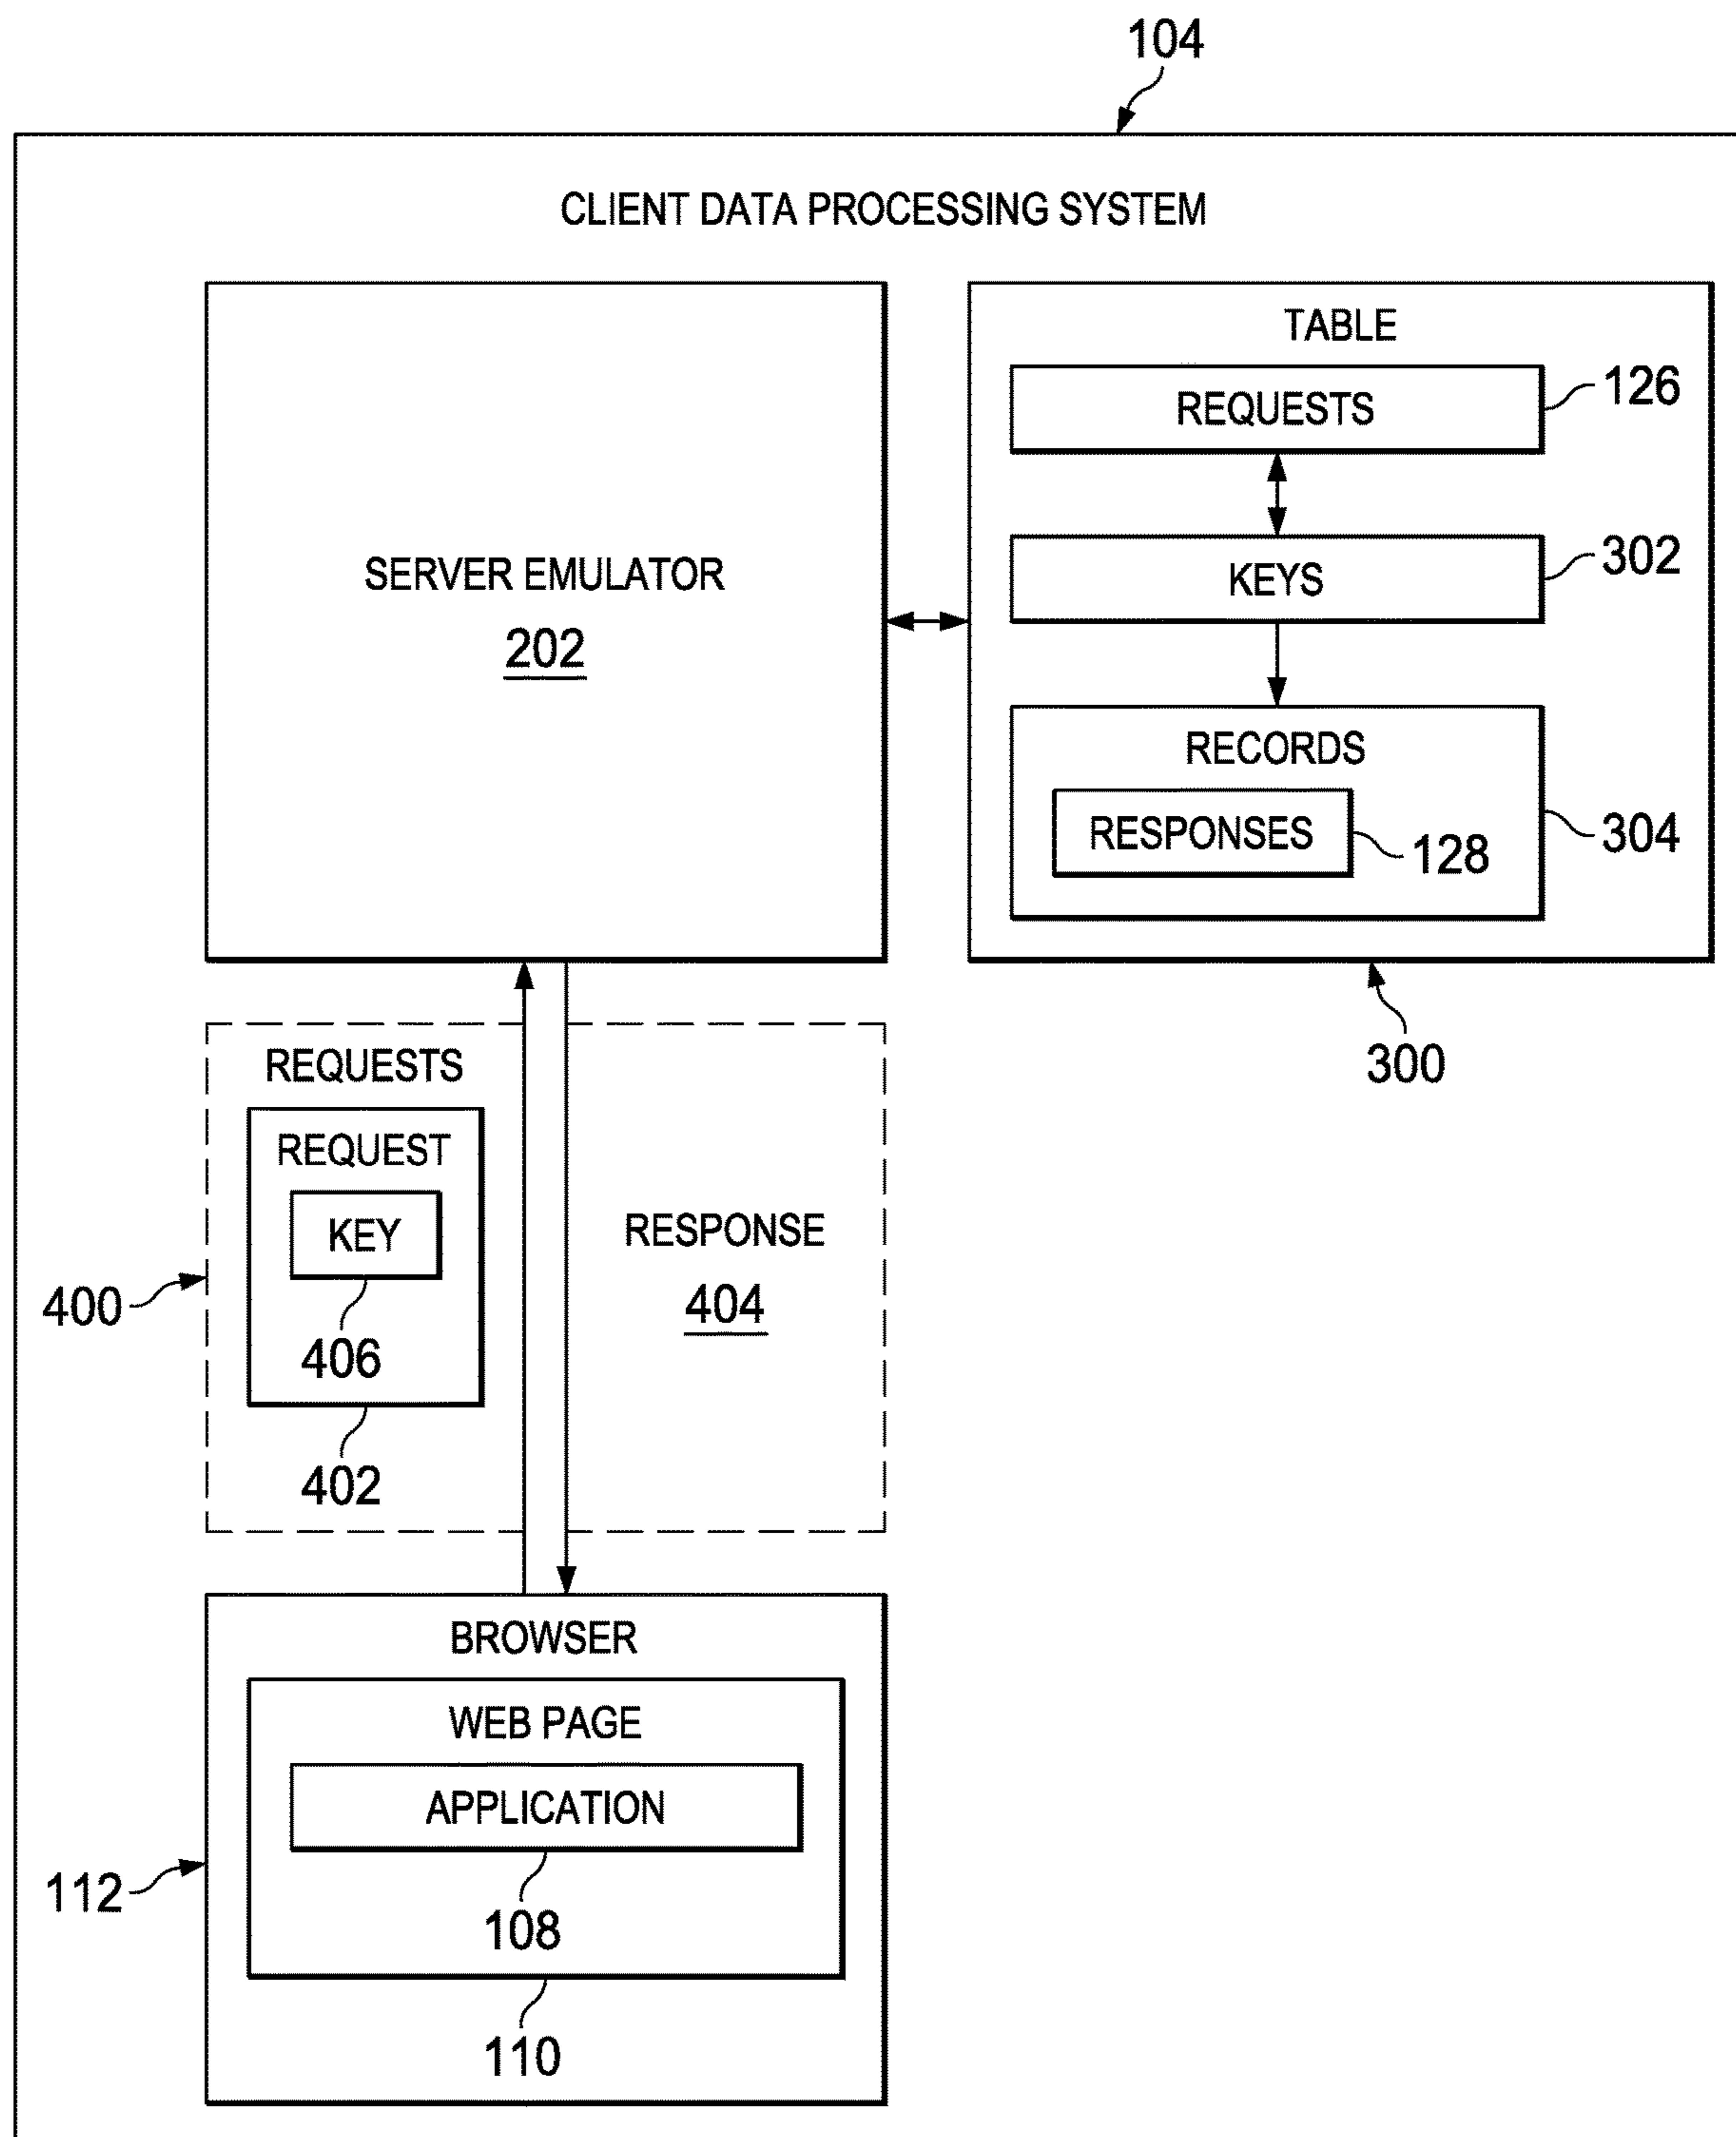 104
CLIENT DATA PROCESSING SYSTEM
SERVER EMULATOR
202
TABLE
REQUESTS
126
KEYS
302
RECORDS
RESPONSES
128
304
300
REQUESTS
REQUEST
KEY
406
402
400
RESPONSE
404
BROWSER
WEB PAGE
APPLICATION
108
110
112